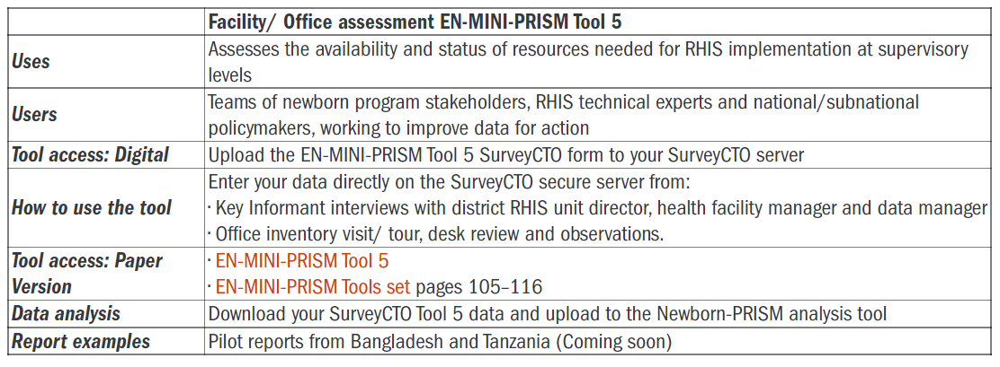 Facility/ Office assessment EN-MINI-PRISM Tool 5
Uses
Assesses the availability and status of resources needed for RHIS implementation at supervisory
levels
Users
Teams of newborn program stakeholders, RHIS technical experts and national/subnational
policymakers, working to improve data for action
Tool access: Digital
Upload the EN-MINI-PRISM Tool 5 SurveyCTO form to your SurveyCTO server
How to use the tool
Enter your data directly on the SurveyCTO secure server from:
· Key Informant interviews with district RHIS unit director, health facility manager and data manager
· Office inventory visit/ tour, desk review and observations.
Tool access: Paper
Version
· EN-MINI-PRISM Tool 5
· EN-MINI-PRISM Tools set pages 105–116
Data analysis
Download your SurveyCTO Tool 5 data and upload to the Newborn-PRISM analysis tool
Report examples
Pilot reports from Bangladesh and Tanzania (Coming soon)